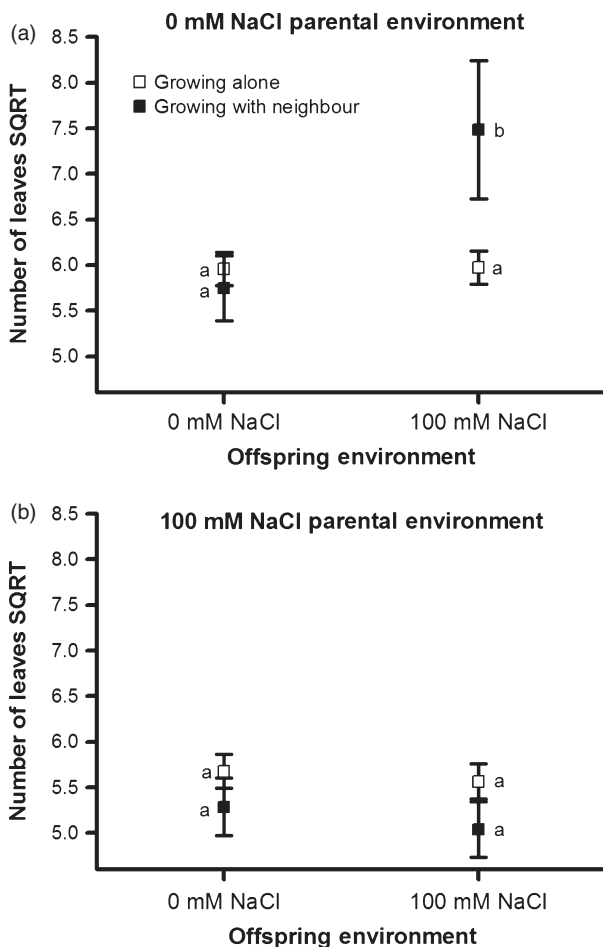 (a)
0 mM NaCl parental environment
8.5
8.0
7.5
7.0
6.5
6.0
5.5
5.0
Number of leaves SQRT
Growing alone
Growing with neighbour
a
a
b
a
0 mM NaCl
100 mM NaCl
Offspring environment
(b)
100 mM NaCl parental environment
8.5
8.0
7.5
7.0
6.5
6.0
5.5
5.0
Number of leaves SQRT
a
a
a
a
0 mM NaCl
100 mM NaCl
Offspring environment